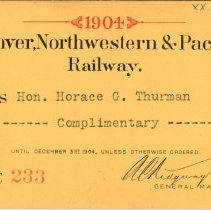 XX.
1904
nver, Northwestern & Pac
Railway.
s Hon. Horace G. Thurman
Complimentary
UNTIL DECEMBER 31ST 1904, UNLESS OTHERWISE ORDERED.
233
GENERAL MA